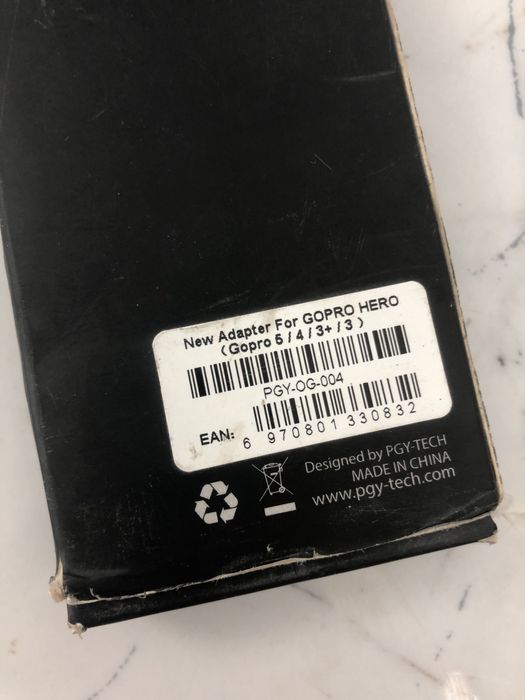 New Adapter For GOPRO HERO
(Gopro 5 / 4 / 3+ / 3 )
PGY-OG-004
EAN: 6 970801 330832
Designed by PGY-TECH
MADE IN CHINA
www.pgy-tech.com